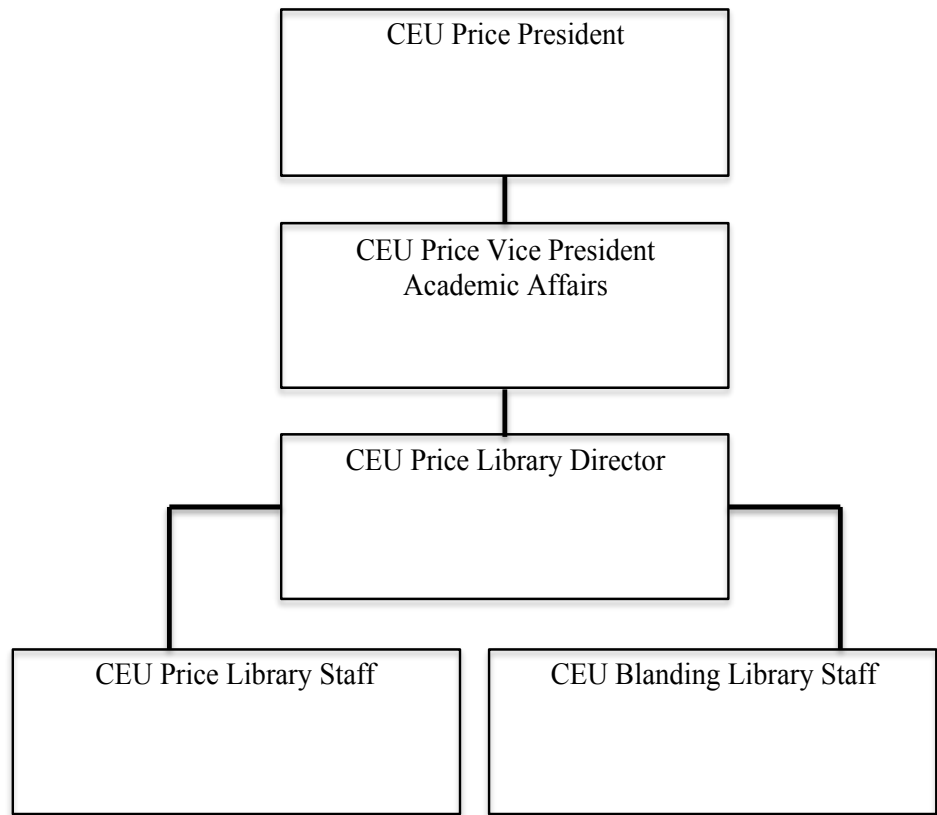 CEU Price President
CEU Price Vice President
Academic Affairs
CEU Price Library Director
CEU Price Library Staff
CEU Blanding Library Staff